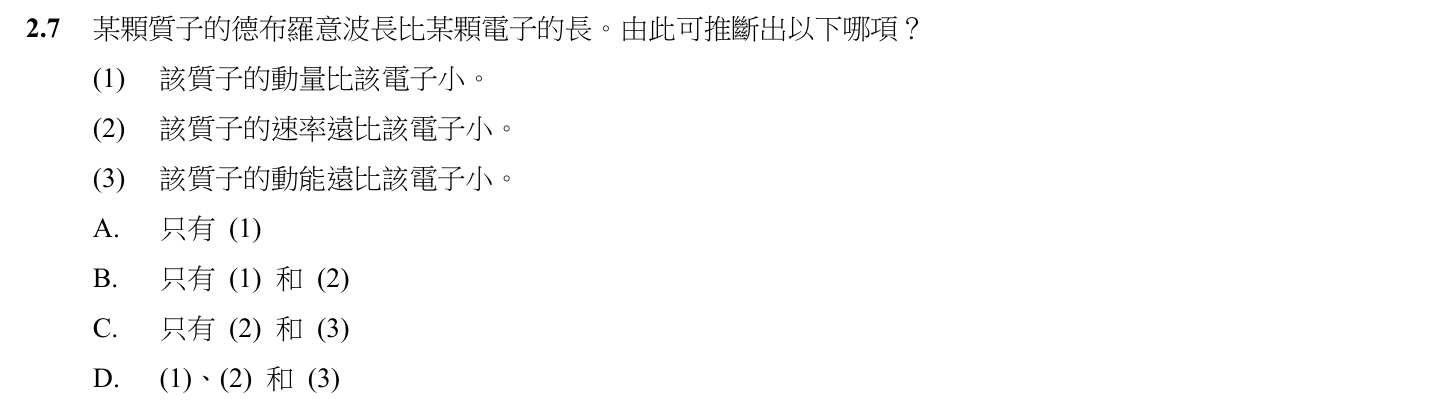 2.7 某顆質子的德布羅意波長比某顆電子的長。由此可推斷出以下哪項？
(1) 該質子的動量比該電子小。
(2) 該質子的速率遠比該電子小。
(3) 該質子的動能遠比該電子小。
A. 只有 (1)
B. 只有 (1) 和 (2)
C. 只有 (2) 和 (3)
D. (1)、(2) 和 (3)